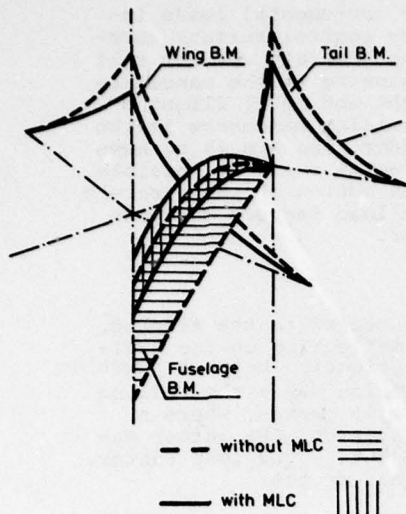 Wing B.M.
Tail B.M.
Fuselage
B.M.
without MLC
with MLC